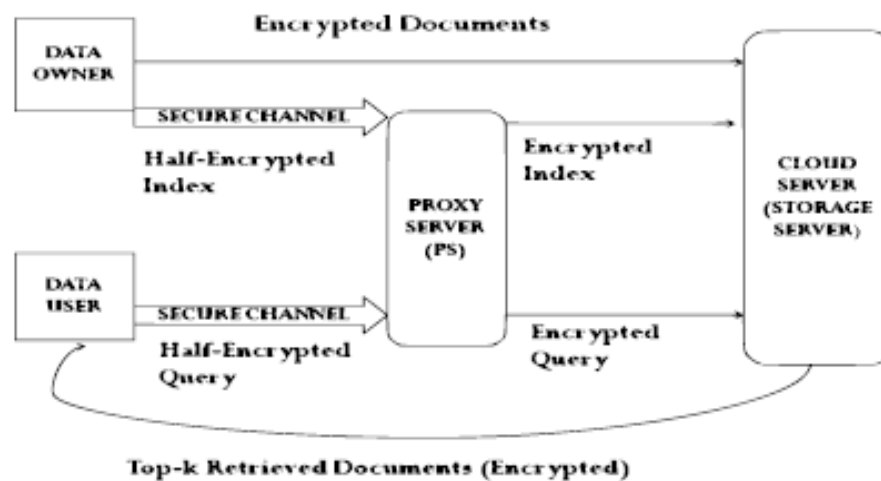 Encrypted Documents
DATA
OWNER
SECURE CHANNEL
Half-Encrypted
Index
PROXY
SERVER
(PS)
Encrypted
Index
CLOUD
SERVER
(STORAGE
SERVER)
DATA
USER
SECURE CHANNEL
Half-Encrypted
Query
Encrypted
Query
Top-k Retrieved Documents (Encrypted)